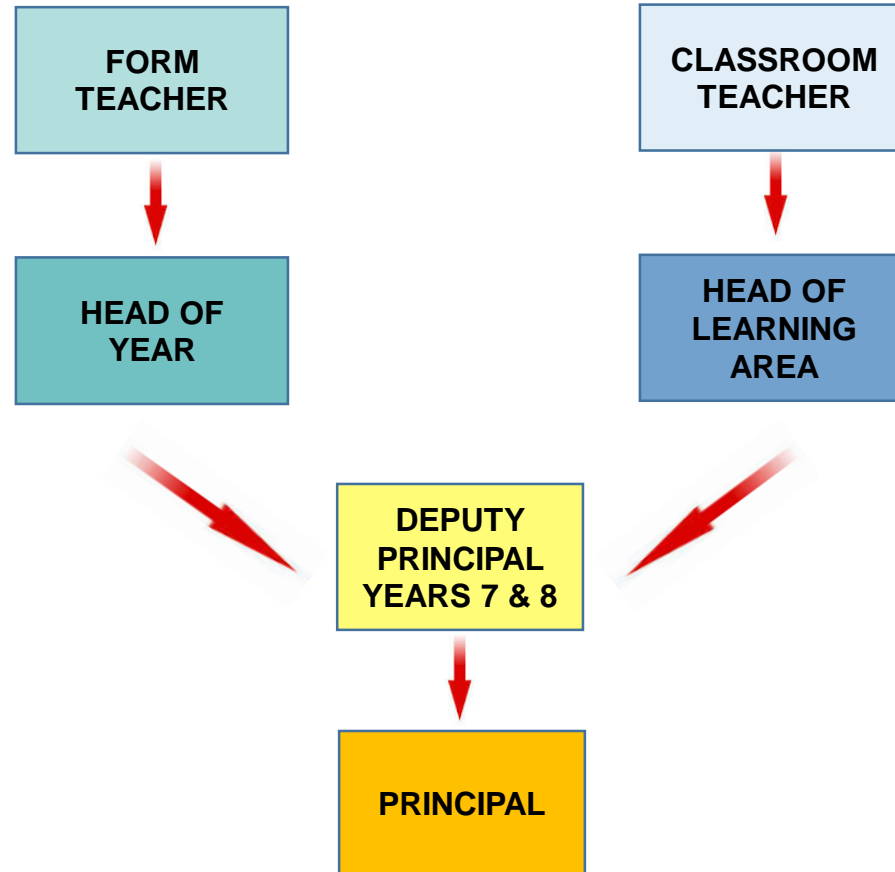 FORM
TEACHER
CLASSROOM
TEACHER
HEAD OF
YEAR
HEAD OF
LEARNING
AREA
DEPUTY
PRINCIPAL
YEARS 7 & 8
PRINCIPAL